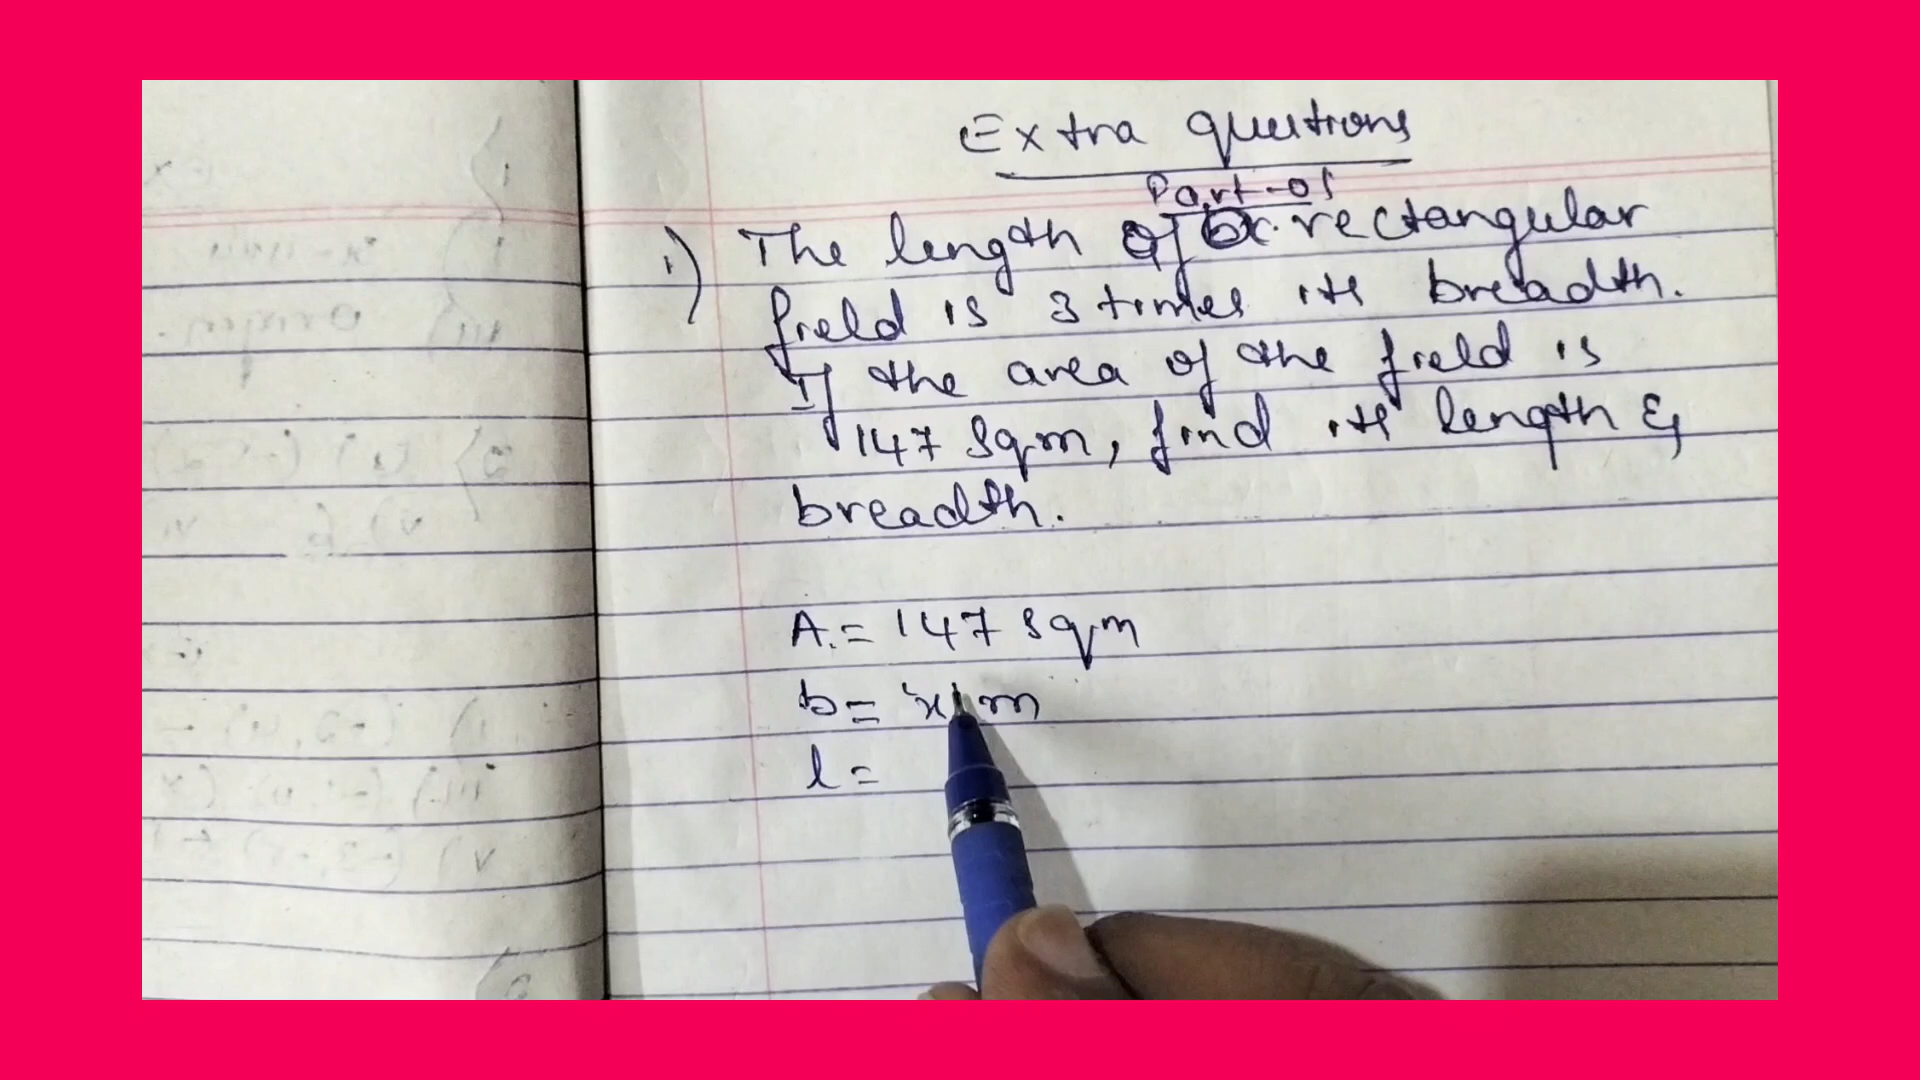 Extra questions
Part-01
1) The length of a rectangular
field is 3 times its breadth.
If the area of the field is
147 sqm, find its length &
breadth.
A = 147 sqm
b = 'x' m
l =